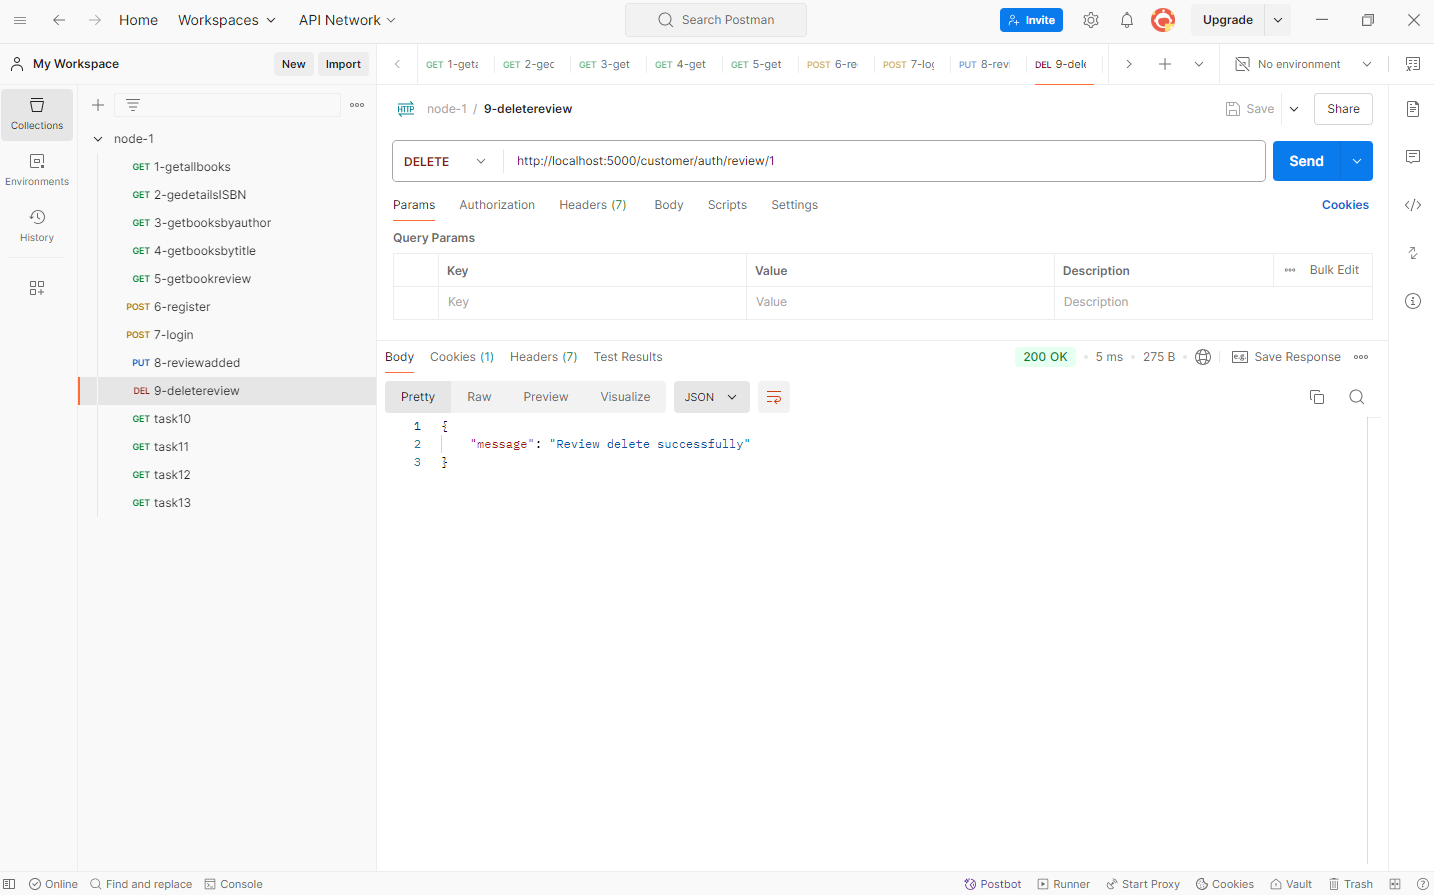 Home Workspaces API Network Search Postman Invite Upgrade
My Workspace New Import GET 1-geta GET 2-gec GET 3-get GET 4-get GET 5-get POST 6-re POST 7-log PUT 8-revi DEL 9-dele No environment
Collections
Environments
History
node-1
GET 1-getallbooks
GET 2-gedetailsISBN
GET 3-getbooksbyauthor
GET 4-getbooksbytitle
GET 5-getbookreview
POST 6-register
POST 7-login
PUT 8-reviewadded
DEL 9-deletereview
GET task10
GET task11
GET task12
GET task13
HTTP node-1 / 9-deletereview Save Share
DELETE http://localhost:5000/customer/auth/review/1 Send
Params Authorization Headers (7) Body Scripts Settings Cookies
Query Params
Key Value Description Bulk Edit
Key Value Description
Body Cookies (1) Headers (7) Test Results 200 OK 5 ms 275 B e.g. Save Response
Pretty Raw Preview Visualize JSON
1 {
2 "message": "Review delete successfully"
3 }
Online Find and replace Console Postbot Runner Start Proxy Cookies Vault Trash